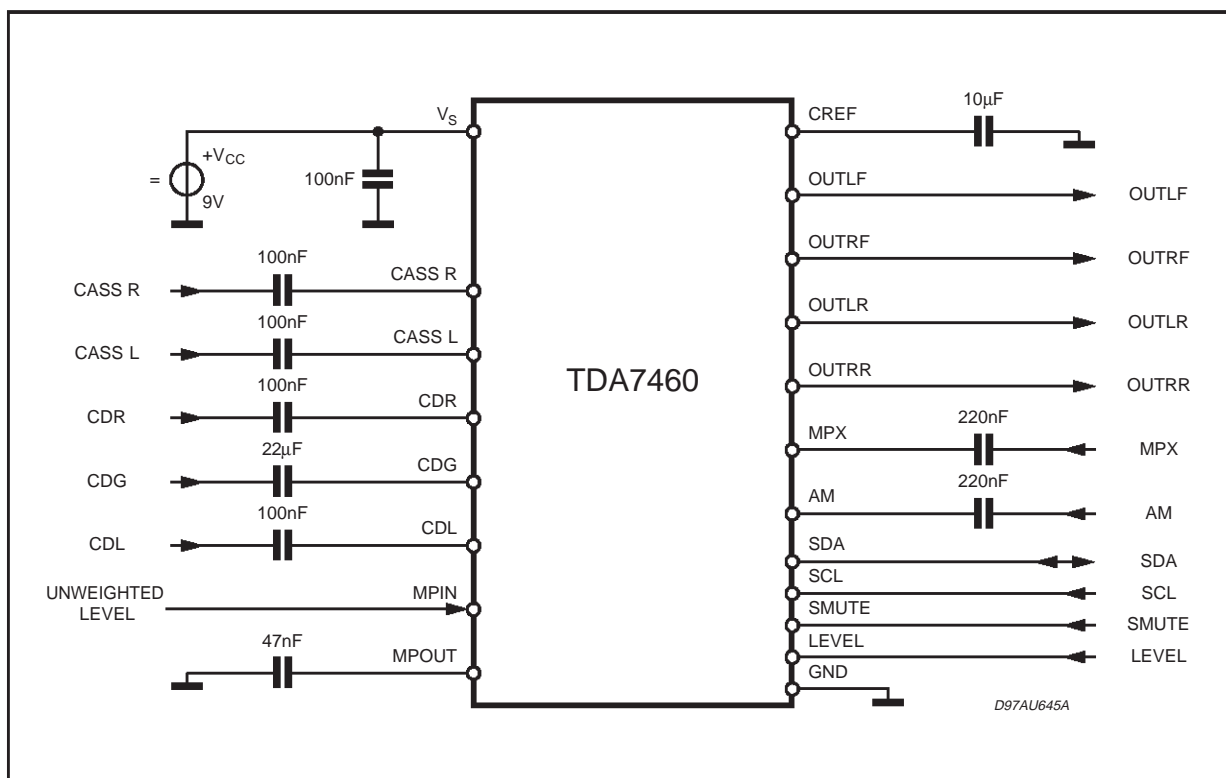 V_S
+V_CC
=
9V
100nF
100nF
CASS R
CASS R
100nF
CASS L
CASS L
100nF
CDR
CDR
22µF
CDG
CDG
100nF
CDL
CDL
UNWEIGHTED
LEVEL
MPIN
47nF
MPOUT
TDA7460
CREF
10µF
OUTLF
OUTLF
OUTRF
OUTRF
OUTLR
OUTLR
OUTRR
OUTRR
MPX
220nF
MPX
AM
220nF
AM
SDA
SDA
SCL
SCL
SMUTE
SMUTE
LEVEL
LEVEL
GND
D97AU645A